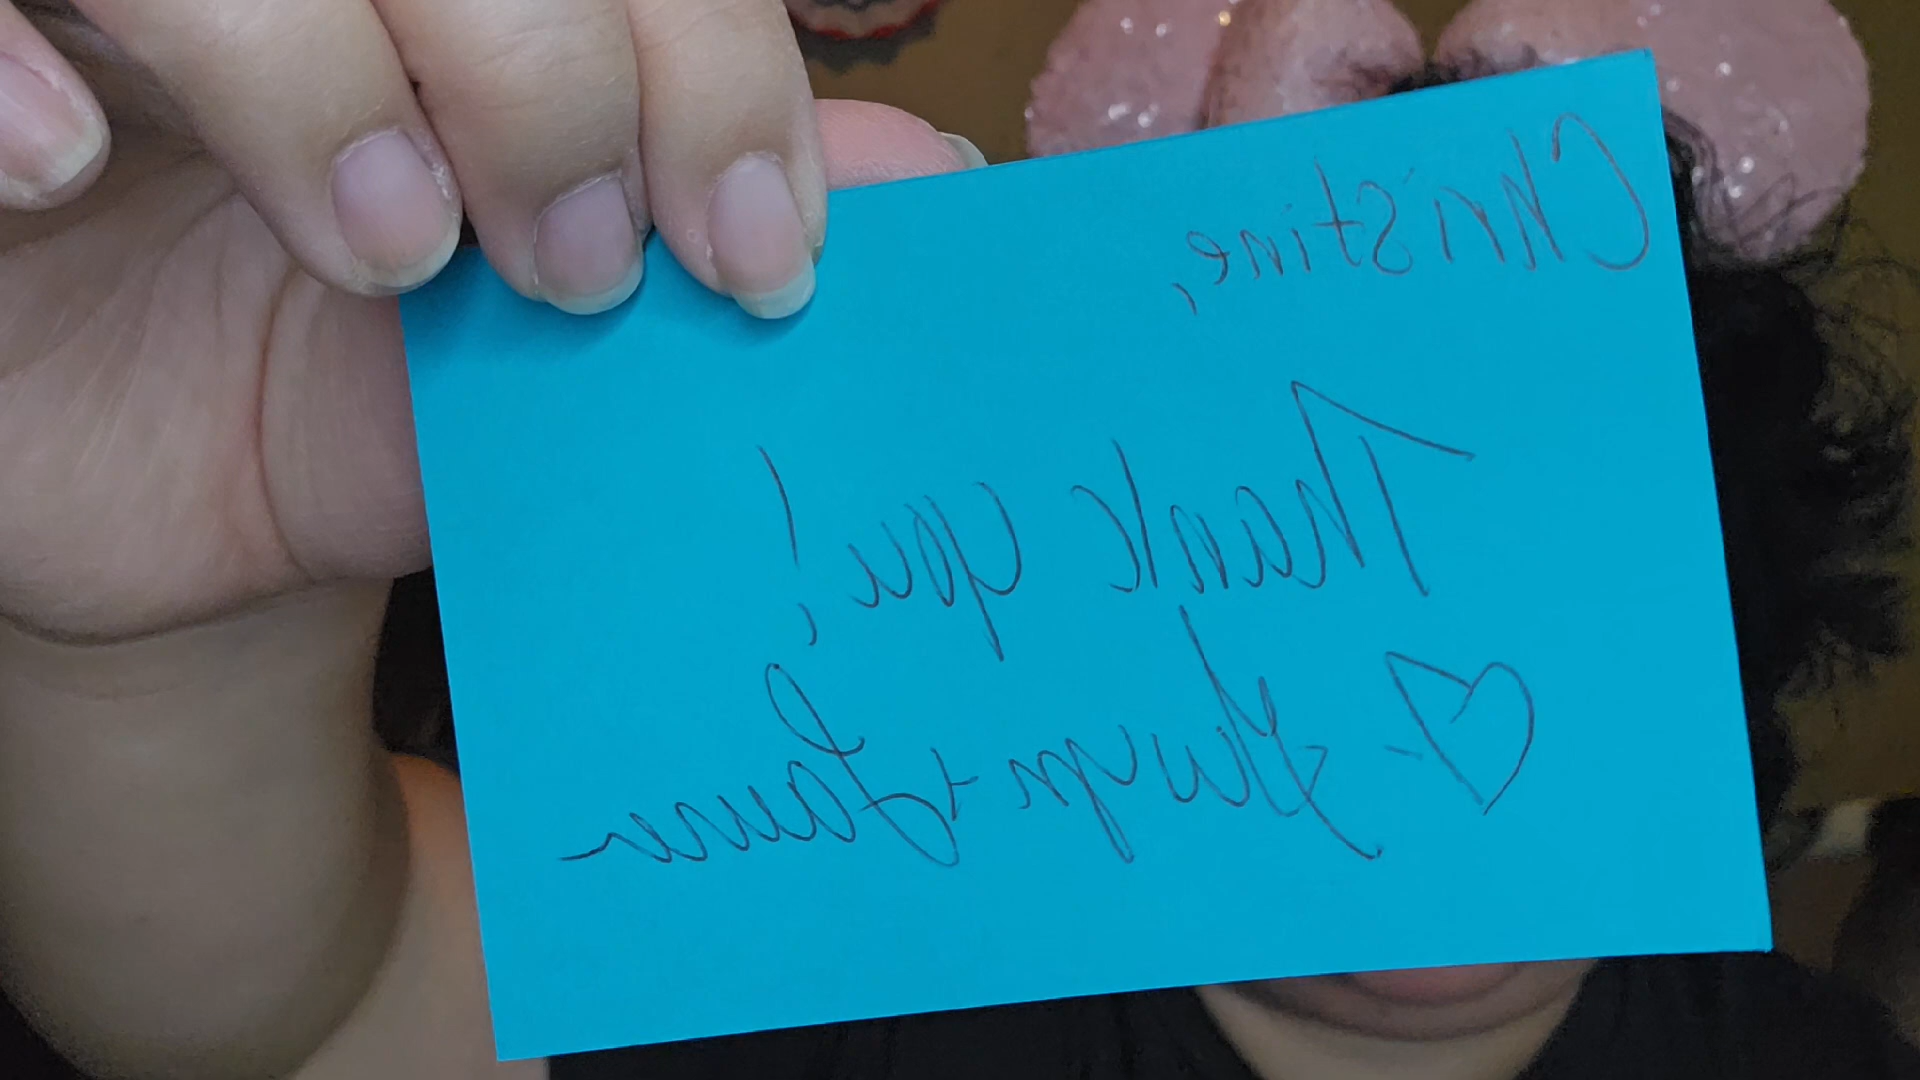 Christine,
Thank you!
♡ - +